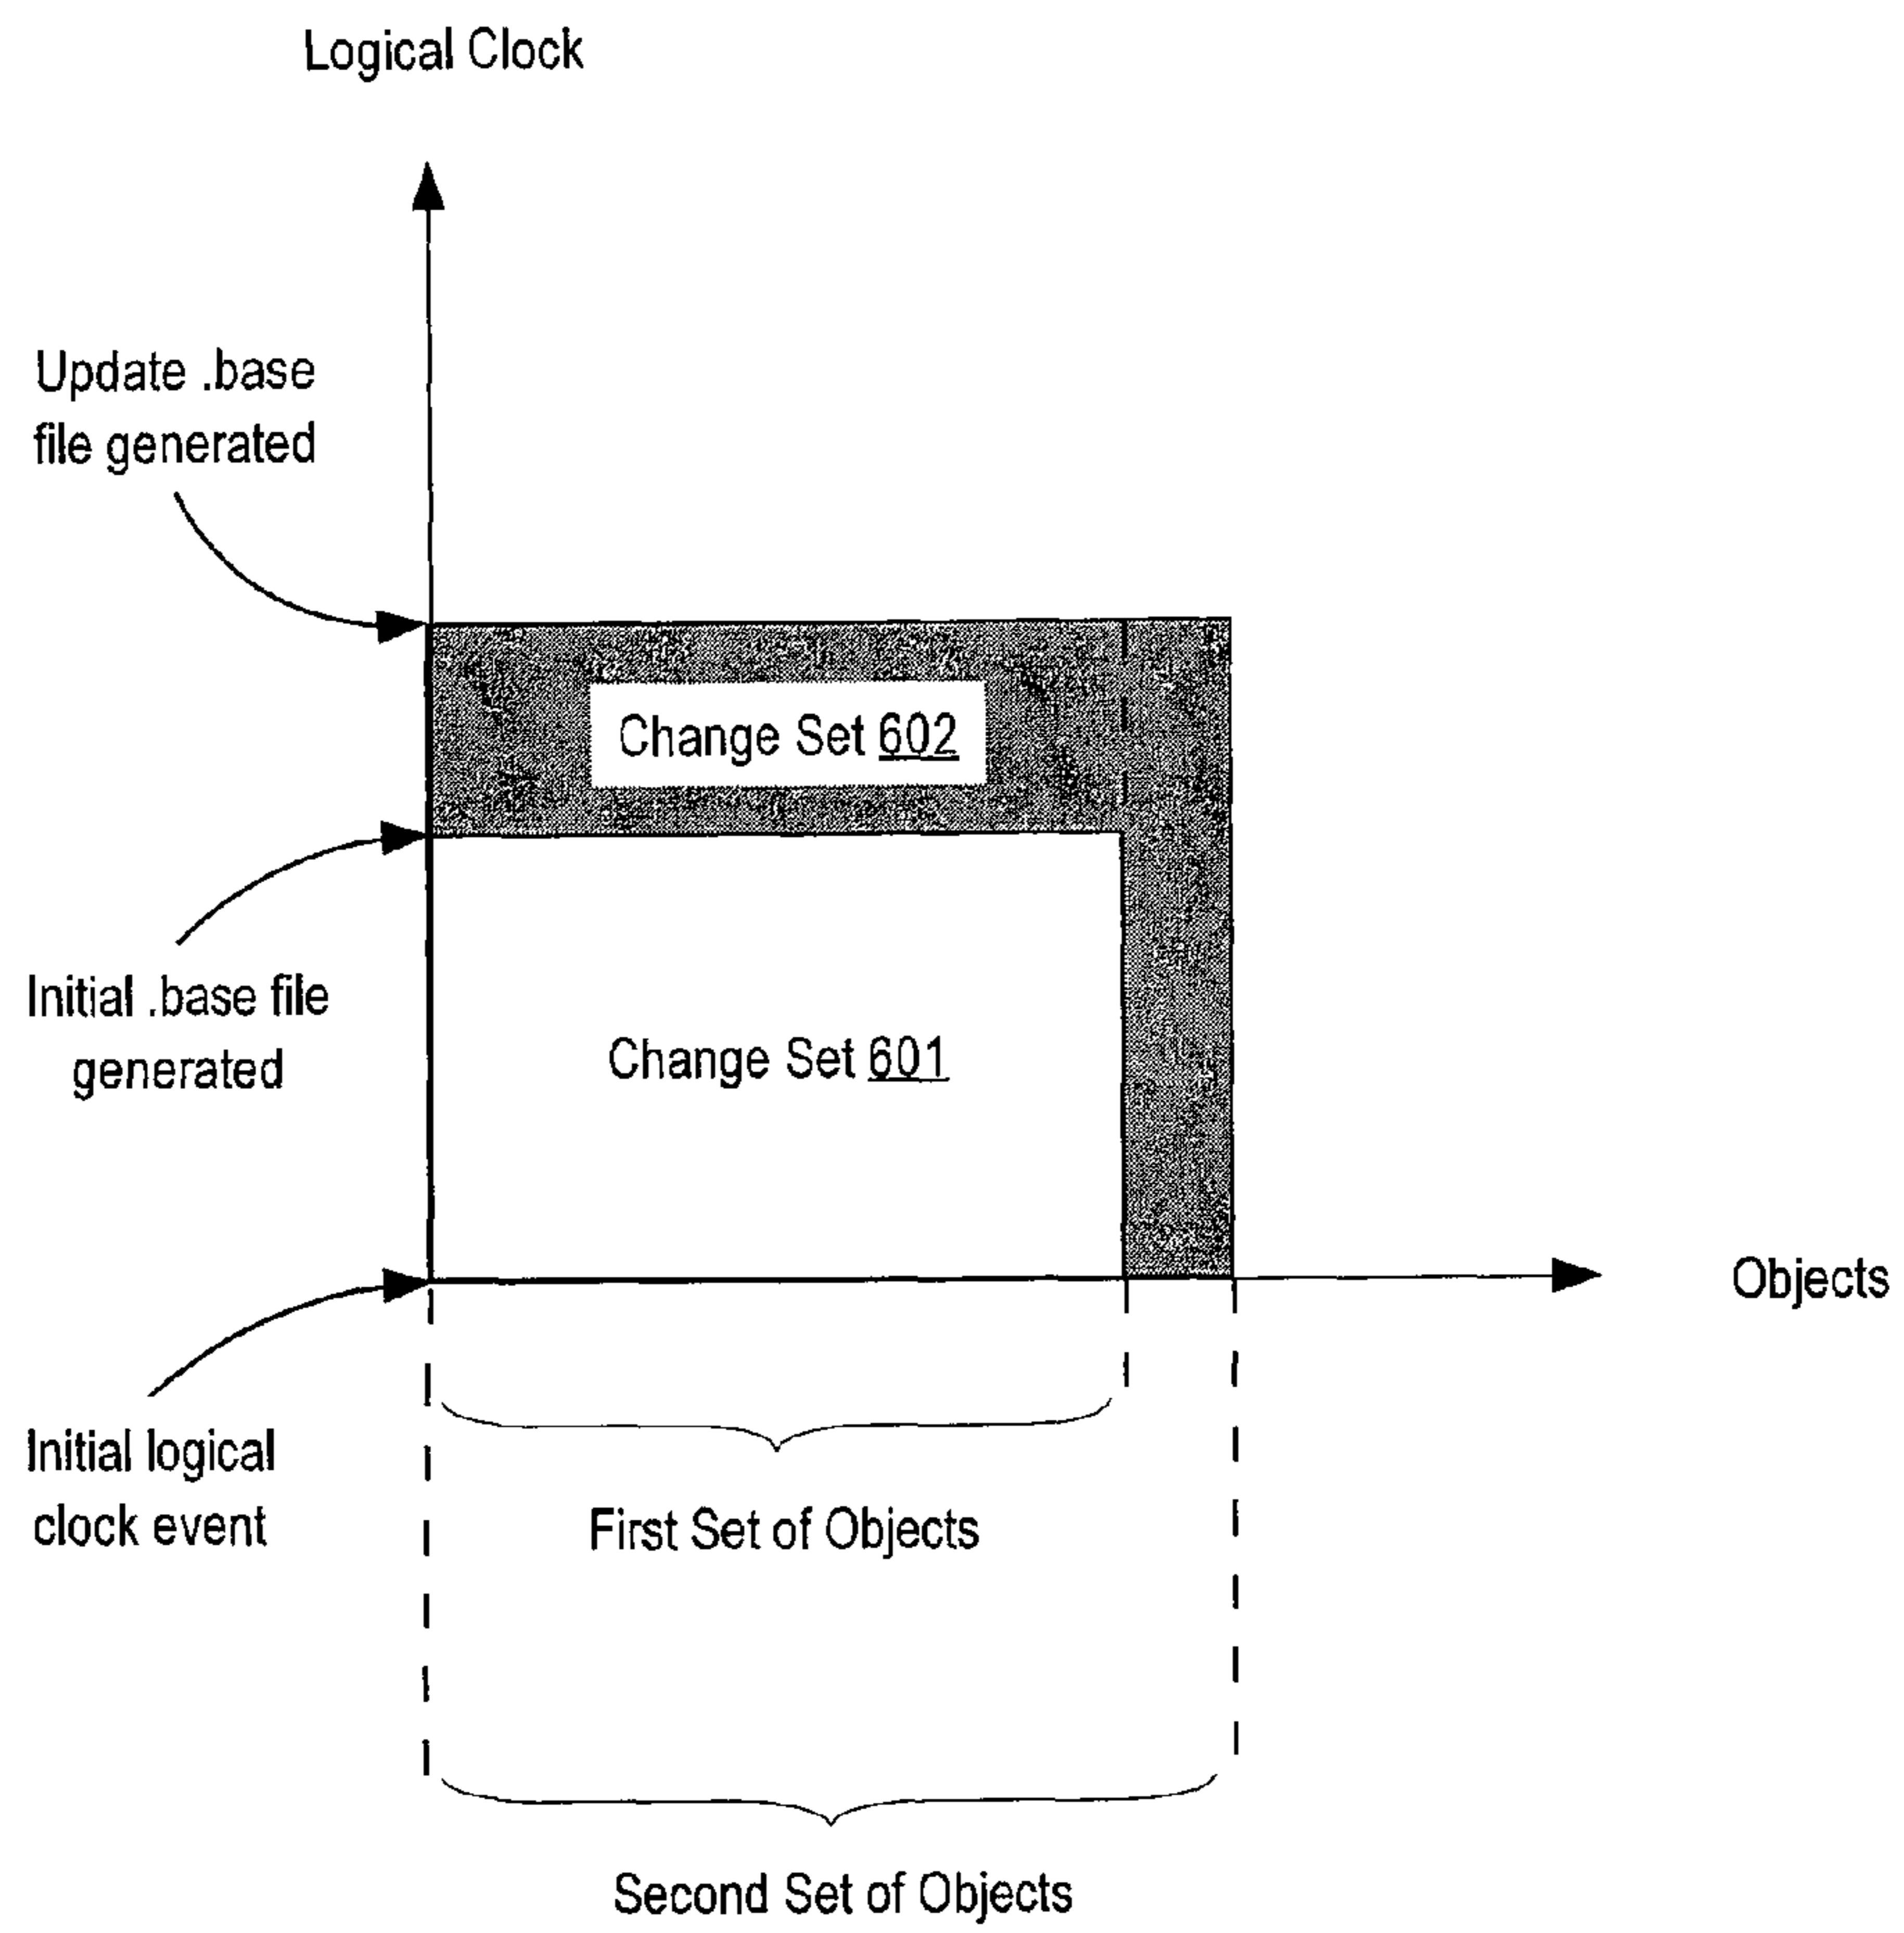 Logical Clock
Update .base
file generated
Change Set 602
Initial .base file
generated
Change Set 601
Objects
Initial logical
clock event
First Set of Objects
Second Set of Objects